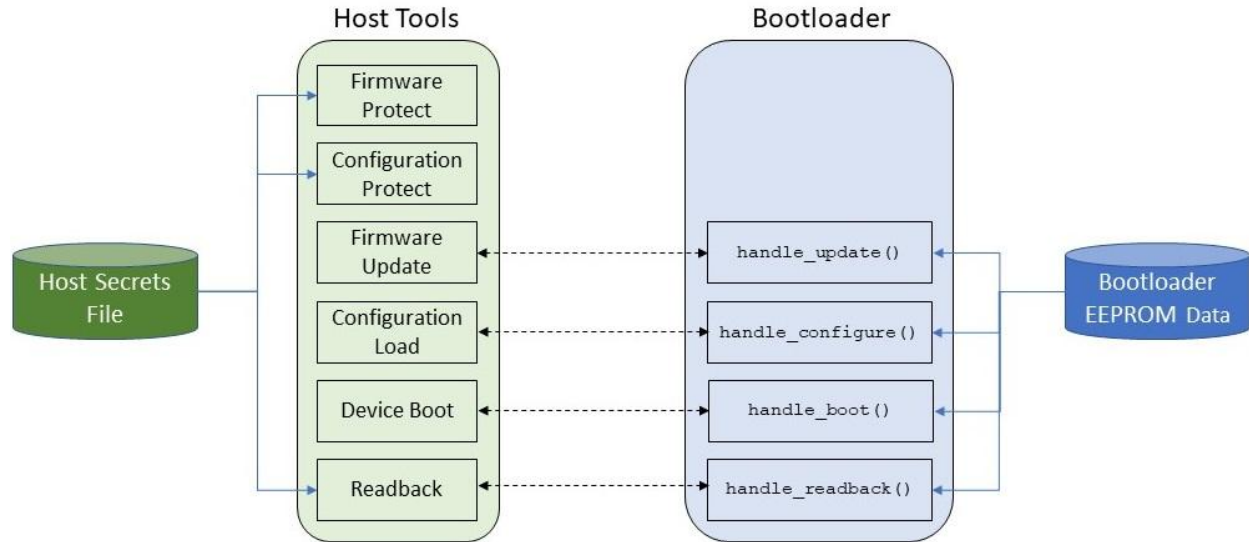 Host Tools
Bootloader
Firmware
Protect
Configuration
Protect
Firmware
Update
handle_update()
Host Secrets
File
Bootloader
EEPROM Data
Configuration
Load
handle_configure()
Device Boot
handle_boot()
Readback
handle_readback()